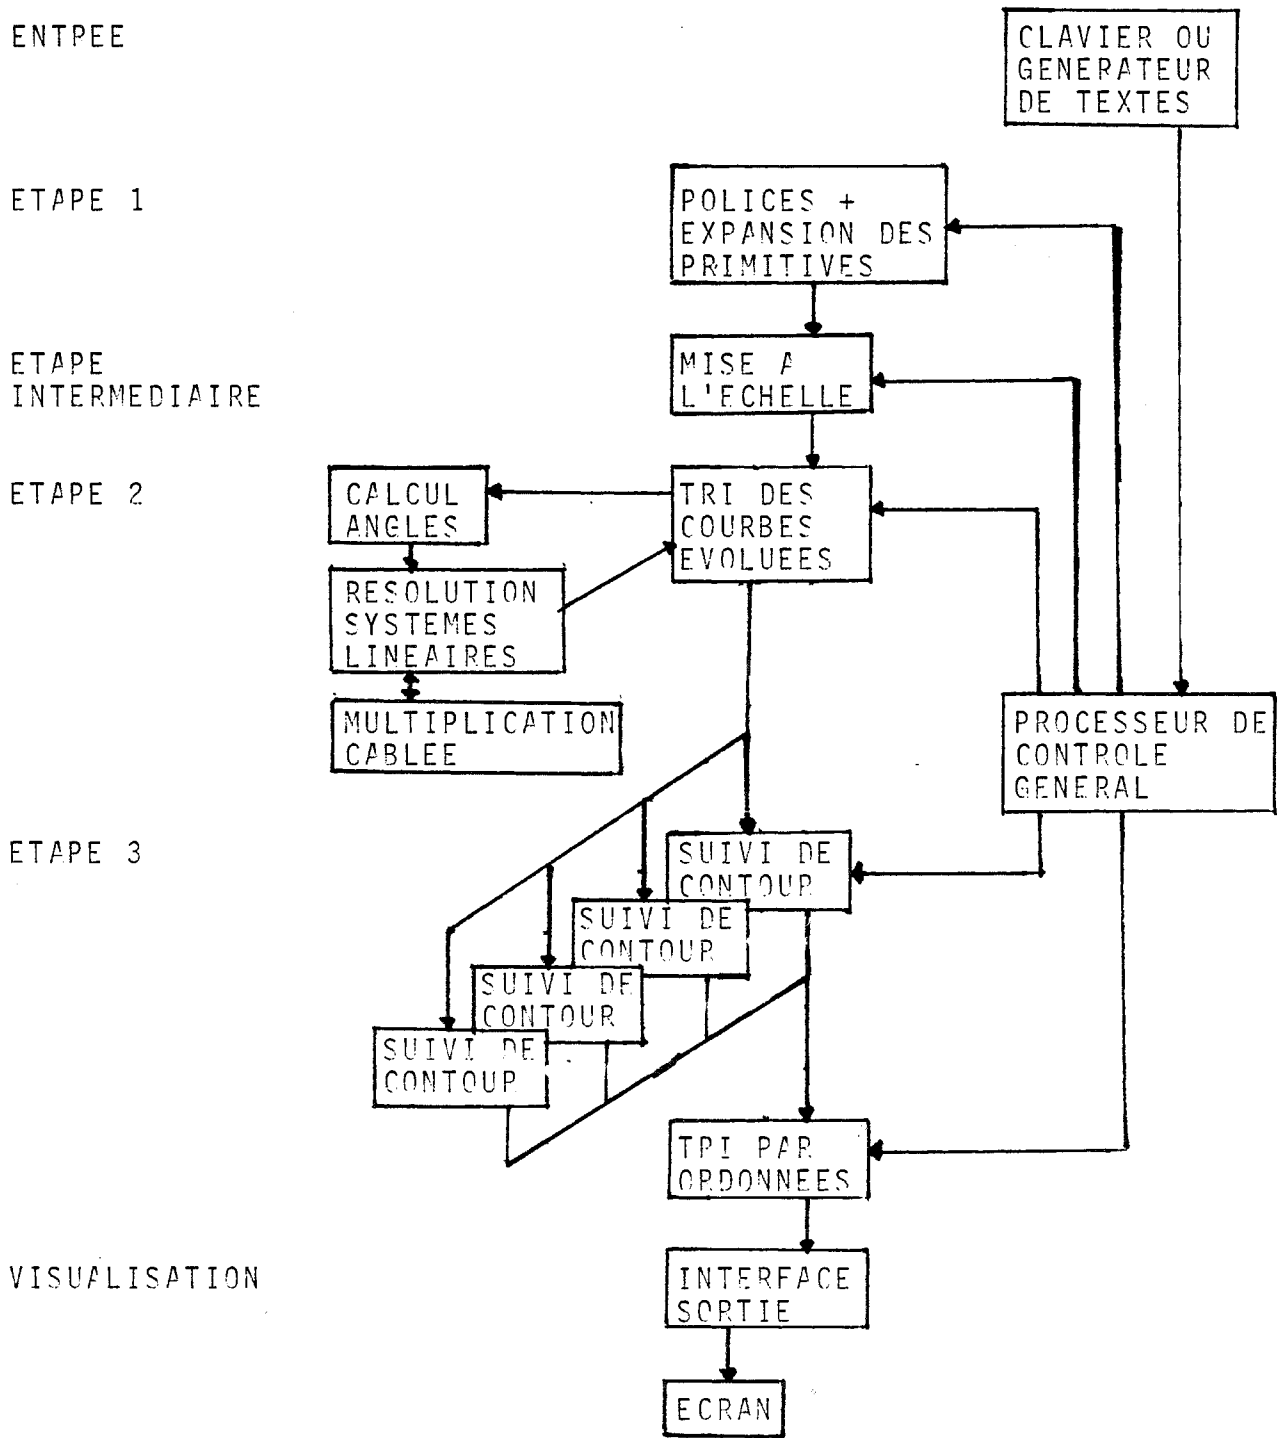 ENTPEE
CLAVIER OU
GENERATEUR
DE TEXTES
ETAPE 1
POLICES +
EXPANSION DES
PRIMITIVES
ETAPE
INTERMEDIAIRE
MISE A
L'ECHELLE
ETAPE 2
CALCUL
ANGLES
TRI DES
COURBES
EVOLUEES
RESOLUTION
SYSTEMES
LINEAIRES
MULTIPLICATION
CABLEE
PROCESSEUR DE
CONTROLE
GENERAL
ETAPE 3
SUIVI DE
CONTOUR
SUIVI DE
CONTOUR
SUIVI DE
CONTOUR
SUIVI DE
CONTOUP
TPI PAR
ORDONNEES
VISUALISATION
INTERFACE
SORTIE
ECRAN